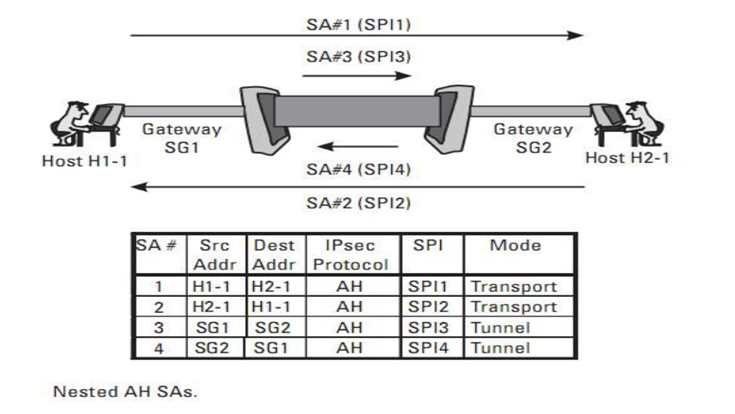 SA#1 (SPI1)
SA#3 (SPI3)
Gateway
SG1
Gateway
SG2
Host H1-1
Host H2-1
SA#4 (SPI4)
SA#2 (SPI2)
SA # Src Addr Dest Addr IPsec Protocol SPI Mode
1 H1-1 H2-1 AH SPI1 Transport
2 H2-1 H1-1 AH SPI2 Transport
3 SG1 SG2 AH SPI3 Tunnel
4 SG2 SG1 AH SPI4 Tunnel
Nested AH SAs.